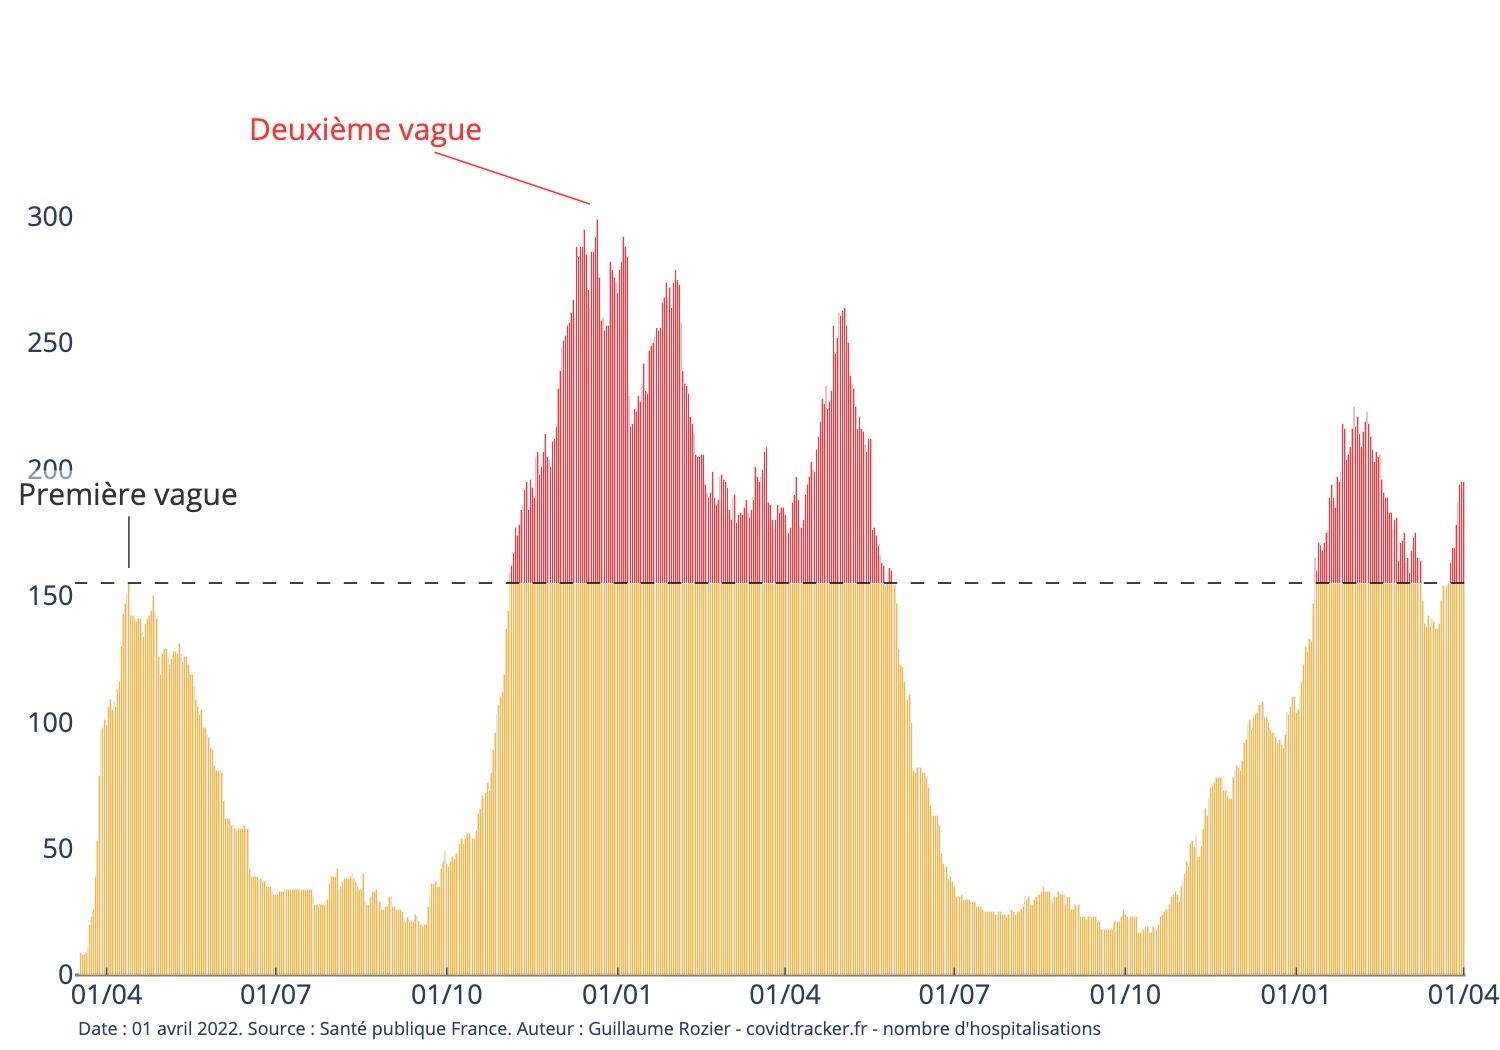 Deuxième vague
300
250
200
Première vague
150
100
50
0
01/04 01/07 01/10 01/01 01/04 01/07 01/10 01/01 01/04
Date : 01 avril 2022. Source : Santé publique France. Auteur : Guillaume Rozier - covidtracker.fr - nombre d'hospitalisations